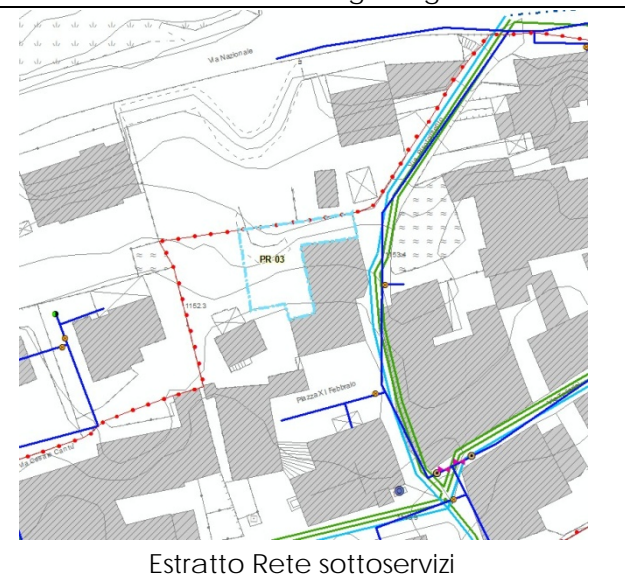 Via Nazionale
PR 03
1152.3
Piazza XI Febbraio
Estratto Rete sottoservizi